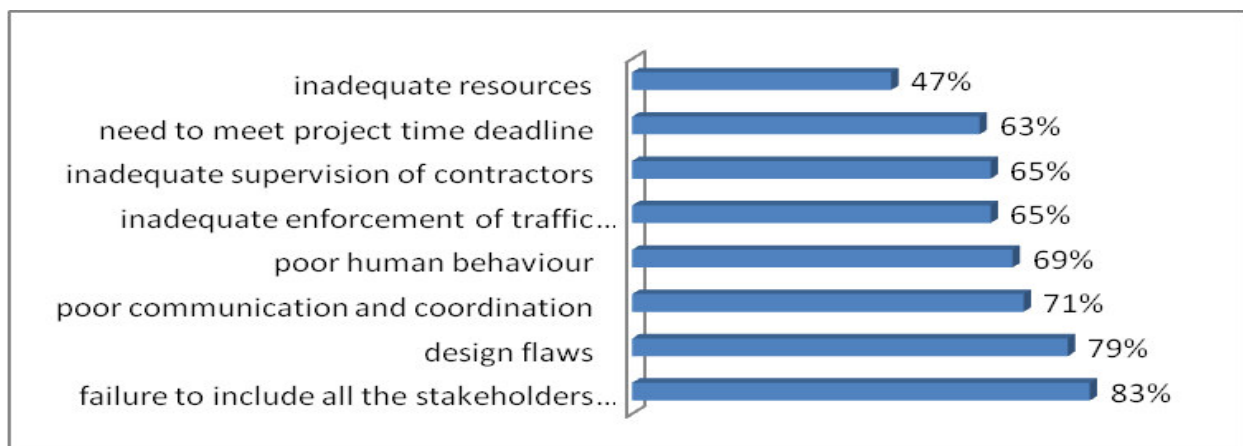 inadequate resources 47%
need to meet project time deadline 63%
inadequate supervision of contractors 65%
inadequate enforcement of traffic... 65%
poor human behaviour 69%
poor communication and coordination 71%
design flaws 79%
failure to include all the stakeholders... 83%